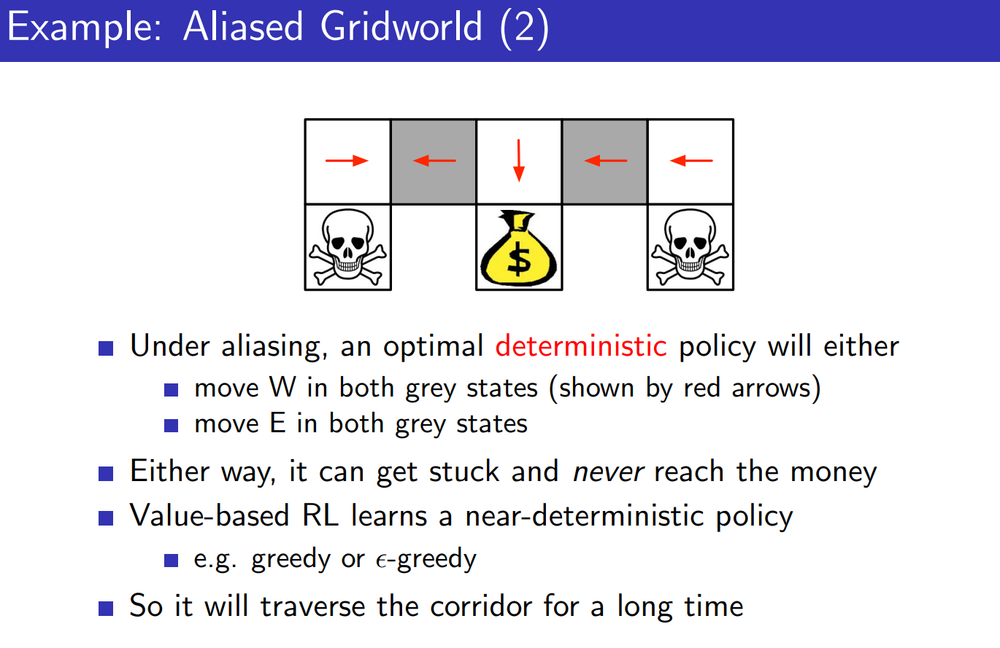 Example: Aliased Gridworld (2)
$
Under aliasing, an optimal deterministic policy will either
move W in both grey states (shown by red arrows)
move E in both grey states
Either way, it can get stuck and never reach the money
Value-based RL learns a near-deterministic policy
e.g. greedy or ϵ-greedy
So it will traverse the corridor for a long time